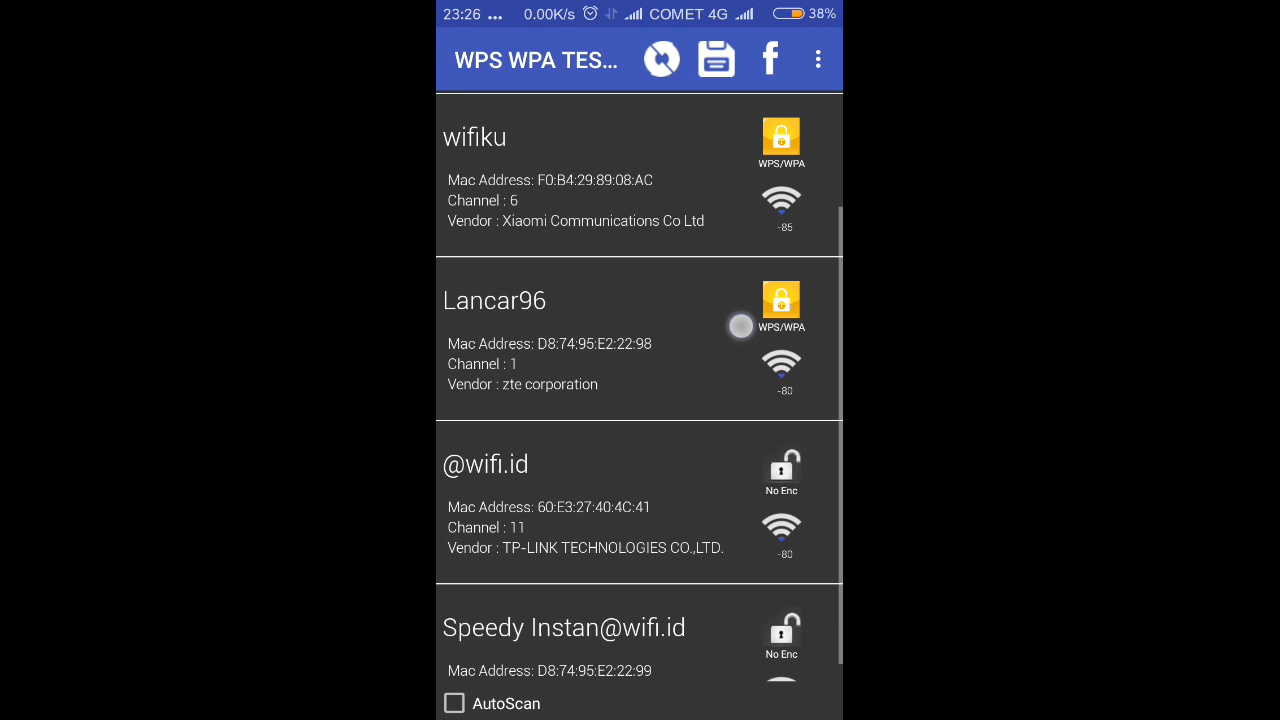 23:26 ... 0.00K/s COMET 4G 38%
WPS WPA TES...
wifiku
WPS/WPA
Mac Address: F0:B4:29:89:08:AC
Channel : 6
Vendor : Xiaomi Communications Co Ltd
-85
Lancar96
WPS/WPA
Mac Address: D8:74:95:E2:22:98
Channel : 1
Vendor : zte corporation
-80
@wifi.id
No Enc
Mac Address: 60:E3:27:40:4C:41
Channel : 11
Vendor : TP-LINK TECHNOLOGIES CO.,LTD.
-80
Speedy Instan@wifi.id
No Enc
Mac Address: D8:74:95:E2:22:99
AutoScan